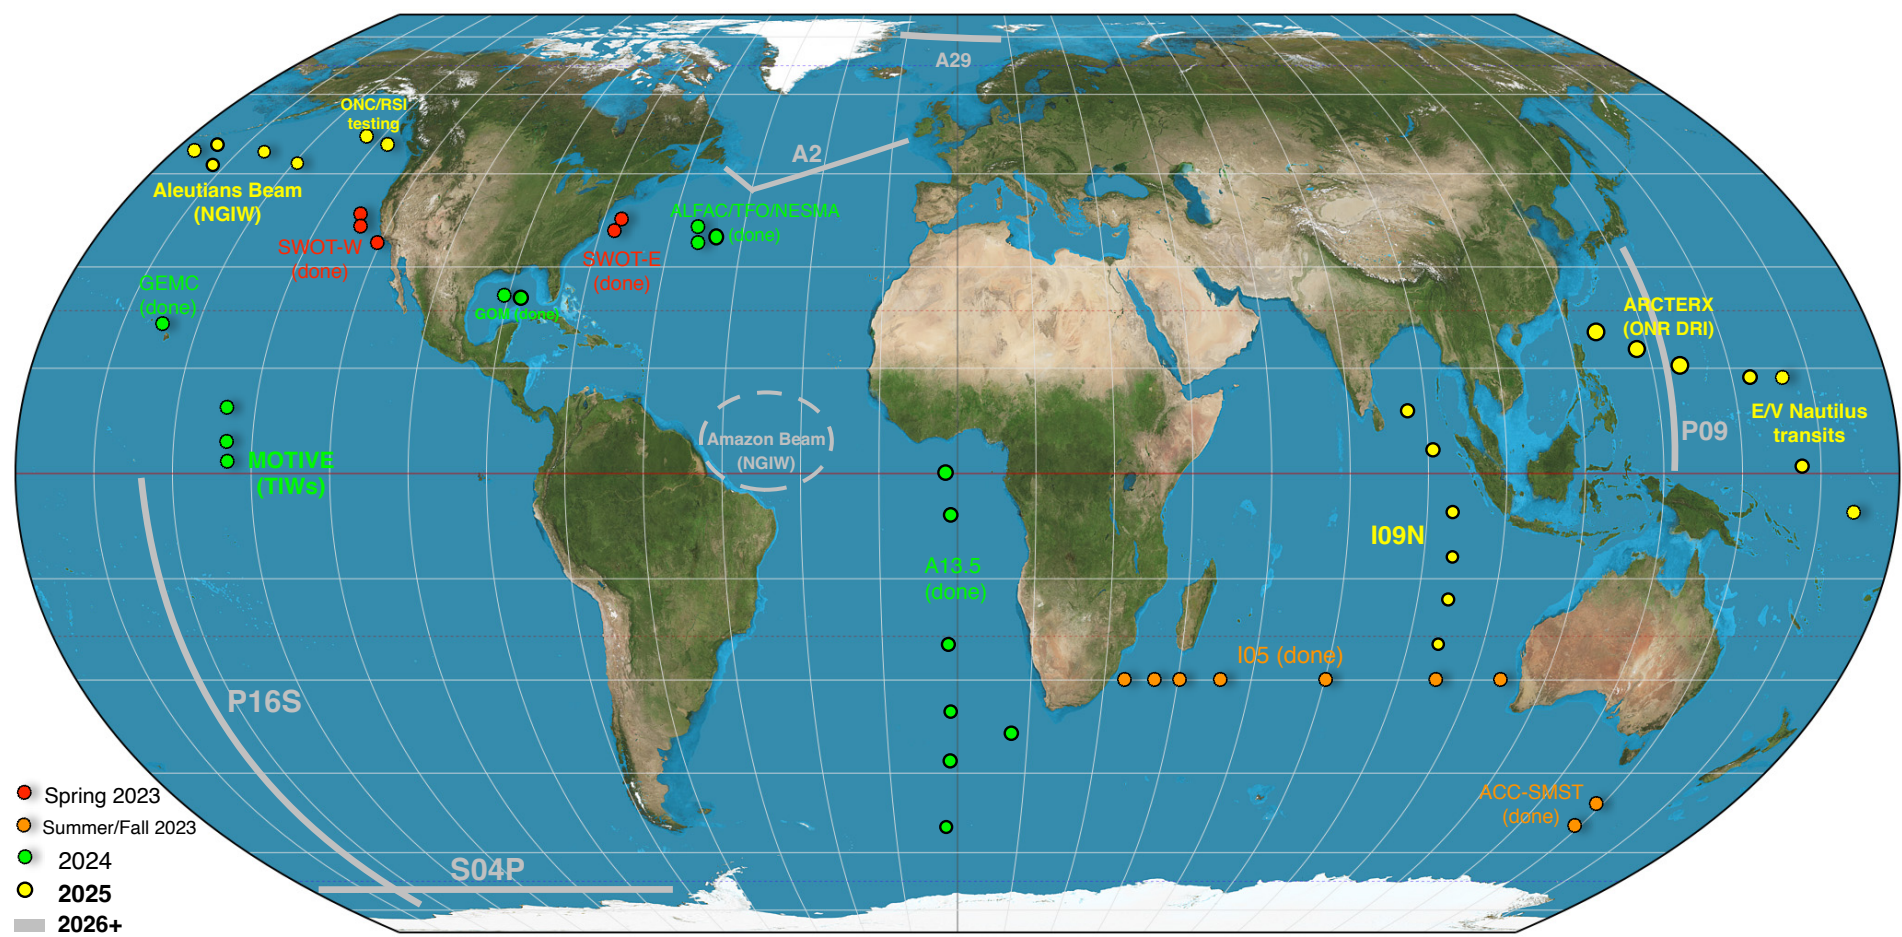 A29
ONC/RSI
testing
A2
Aleutians Beam
(NGIW)
ALFAC/TFO/NESMA
(done)
SWOT-W
(done)
SWOT-E
(done)
GEMC
(done)
GOM (done)
ARCTERX
(ONR DRI)
E/V Nautilus
transits
P09
Amazon Beam
(NGIW)
MOTIVE
(TIWs)
I09N
A13.5
(done)
I05 (done)
P16S
ACC-SMST
(done)
S04P
Spring 2023
Summer/Fall 2023
2024
2025
2026+